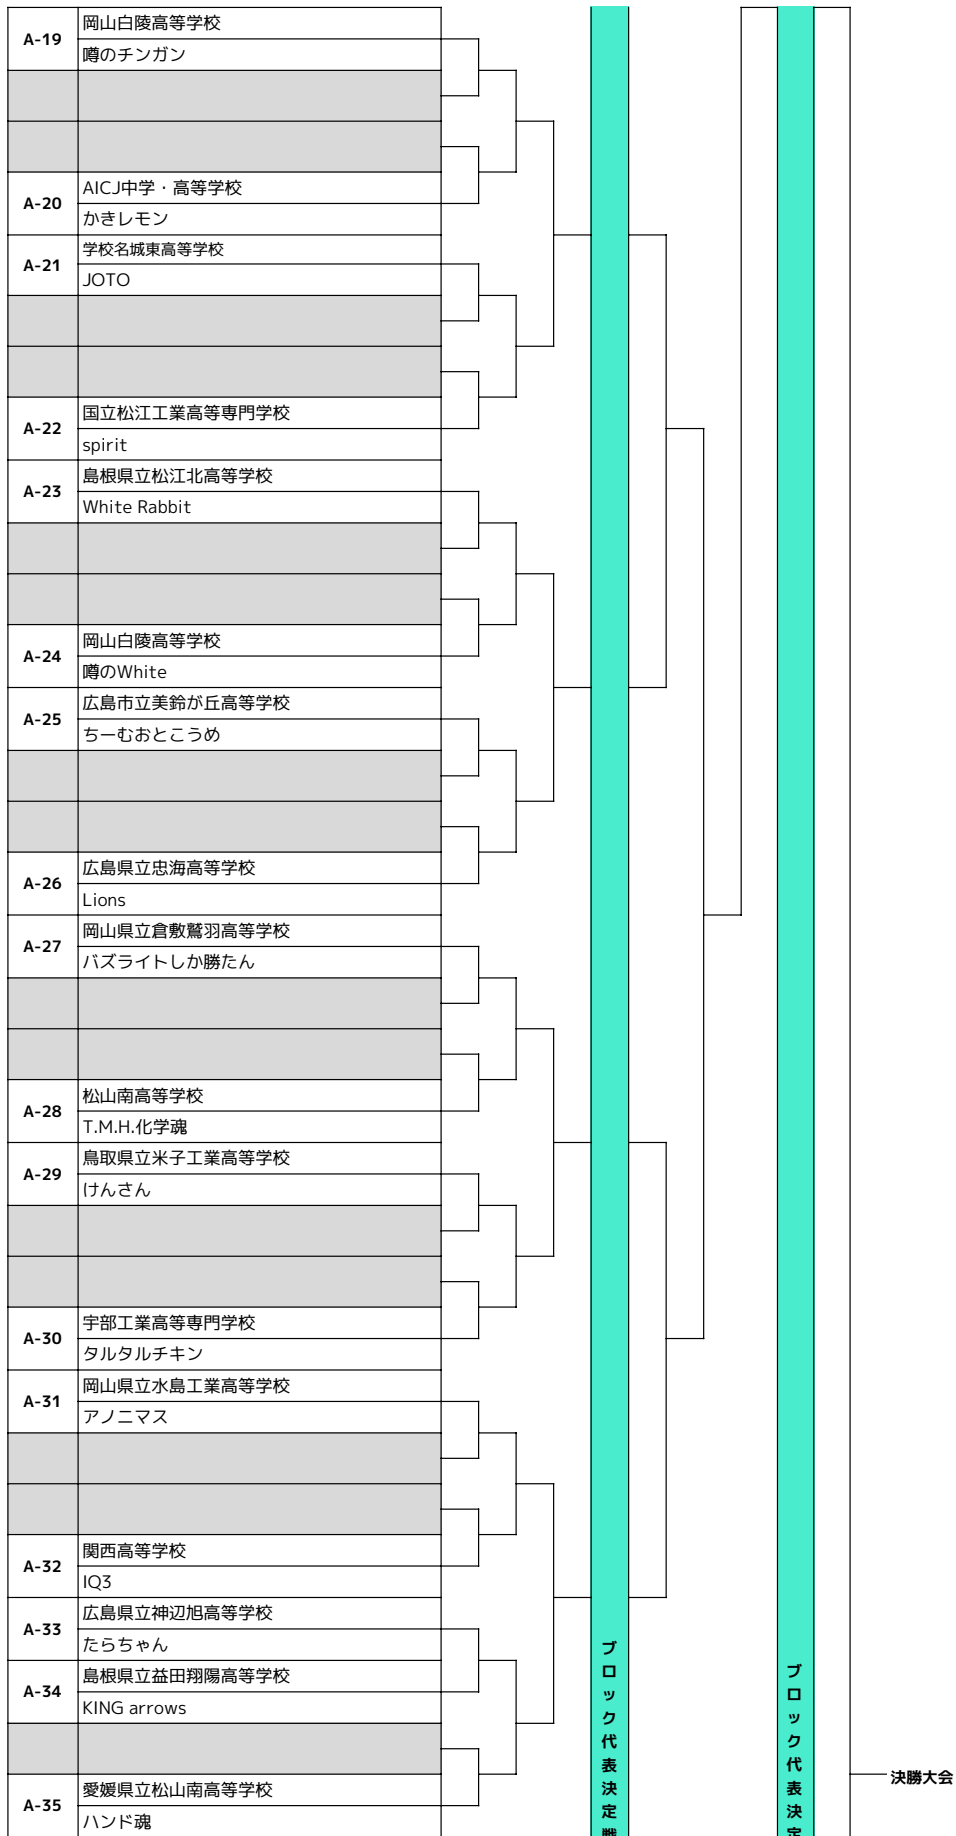 A-19
岡山白陵高等学校
噂のチンガン
A-20
AICJ中学・高等学校
かきレモン
A-21
学校名城東高等学校
JOTO
A-22
国立松江工業高等専門学校
spirit
A-23
島根県立松江北高等学校
White Rabbit
A-24
岡山白陵高等学校
噂のWhite
A-25
広島市立美鈴が丘高等学校
ちーむおとこうめ
A-26
広島県立忠海高等学校
Lions
A-27
岡山県立倉敷鷲羽高等学校
バズライトしか勝たん
A-28
松山南高等学校
T.M.H.化学魂
A-29
鳥取県立米子工業高等学校
けんさん
A-30
宇部工業高等専門学校
タルタルチキン
A-31
岡山県立水島工業高等学校
アノニマス
A-32
関西高等学校
IQ3
A-33
広島県立神辺旭高等学校
たらちゃん
A-34
島根県立益田翔陽高等学校
KING arrows
A-35
愛媛県立松山南高等学校
ハンド魂
ブロック代表決定戦
ブロック代表決定
決勝大会